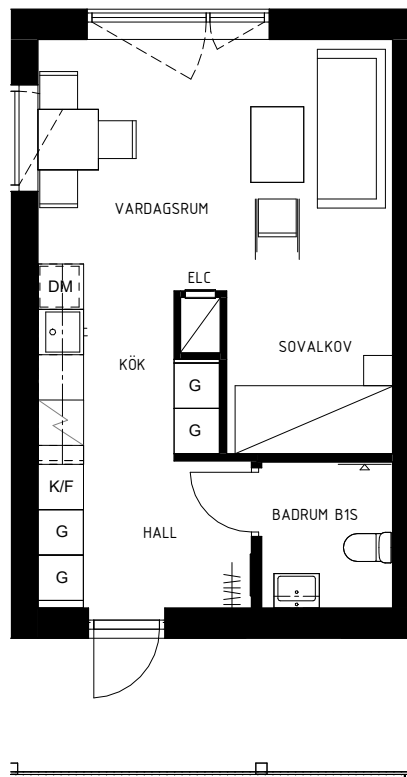 VARDAGSRUM
ELC
DM
SOVALKOV
KÖK
G
G
K/F
G
G
HALL
BADRUM B1S